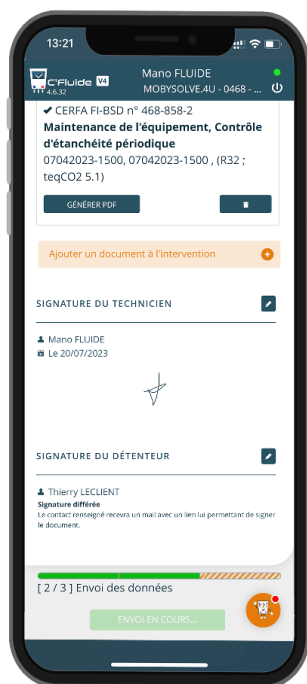 13:21
C'Fluide V4
4.6.32
Mano FLUIDE
MOBYSOLVE.4U - 0468 - ...
✔ CERFA FI-BSD n° 468-858-2
Maintenance de l'équipement, Contrôle
d'étanchéité périodique
07042023-1500, 07042023-1500 , (R32 ;
teqCO2 5.1)
GÉNÉRER PDF
Ajouter un document à l'intervention
SIGNATURE DU TECHNICIEN
Mano FLUIDE
Le 20/07/2023
SIGNATURE DU DÉTENTEUR
Thierry LECLIENT
Signature différée
Le contact renseigné recevra un mail avec un lien lui permettant de signer
le document.
[ 2 / 3 ] Envoi des données
ENVOI EN COURS...